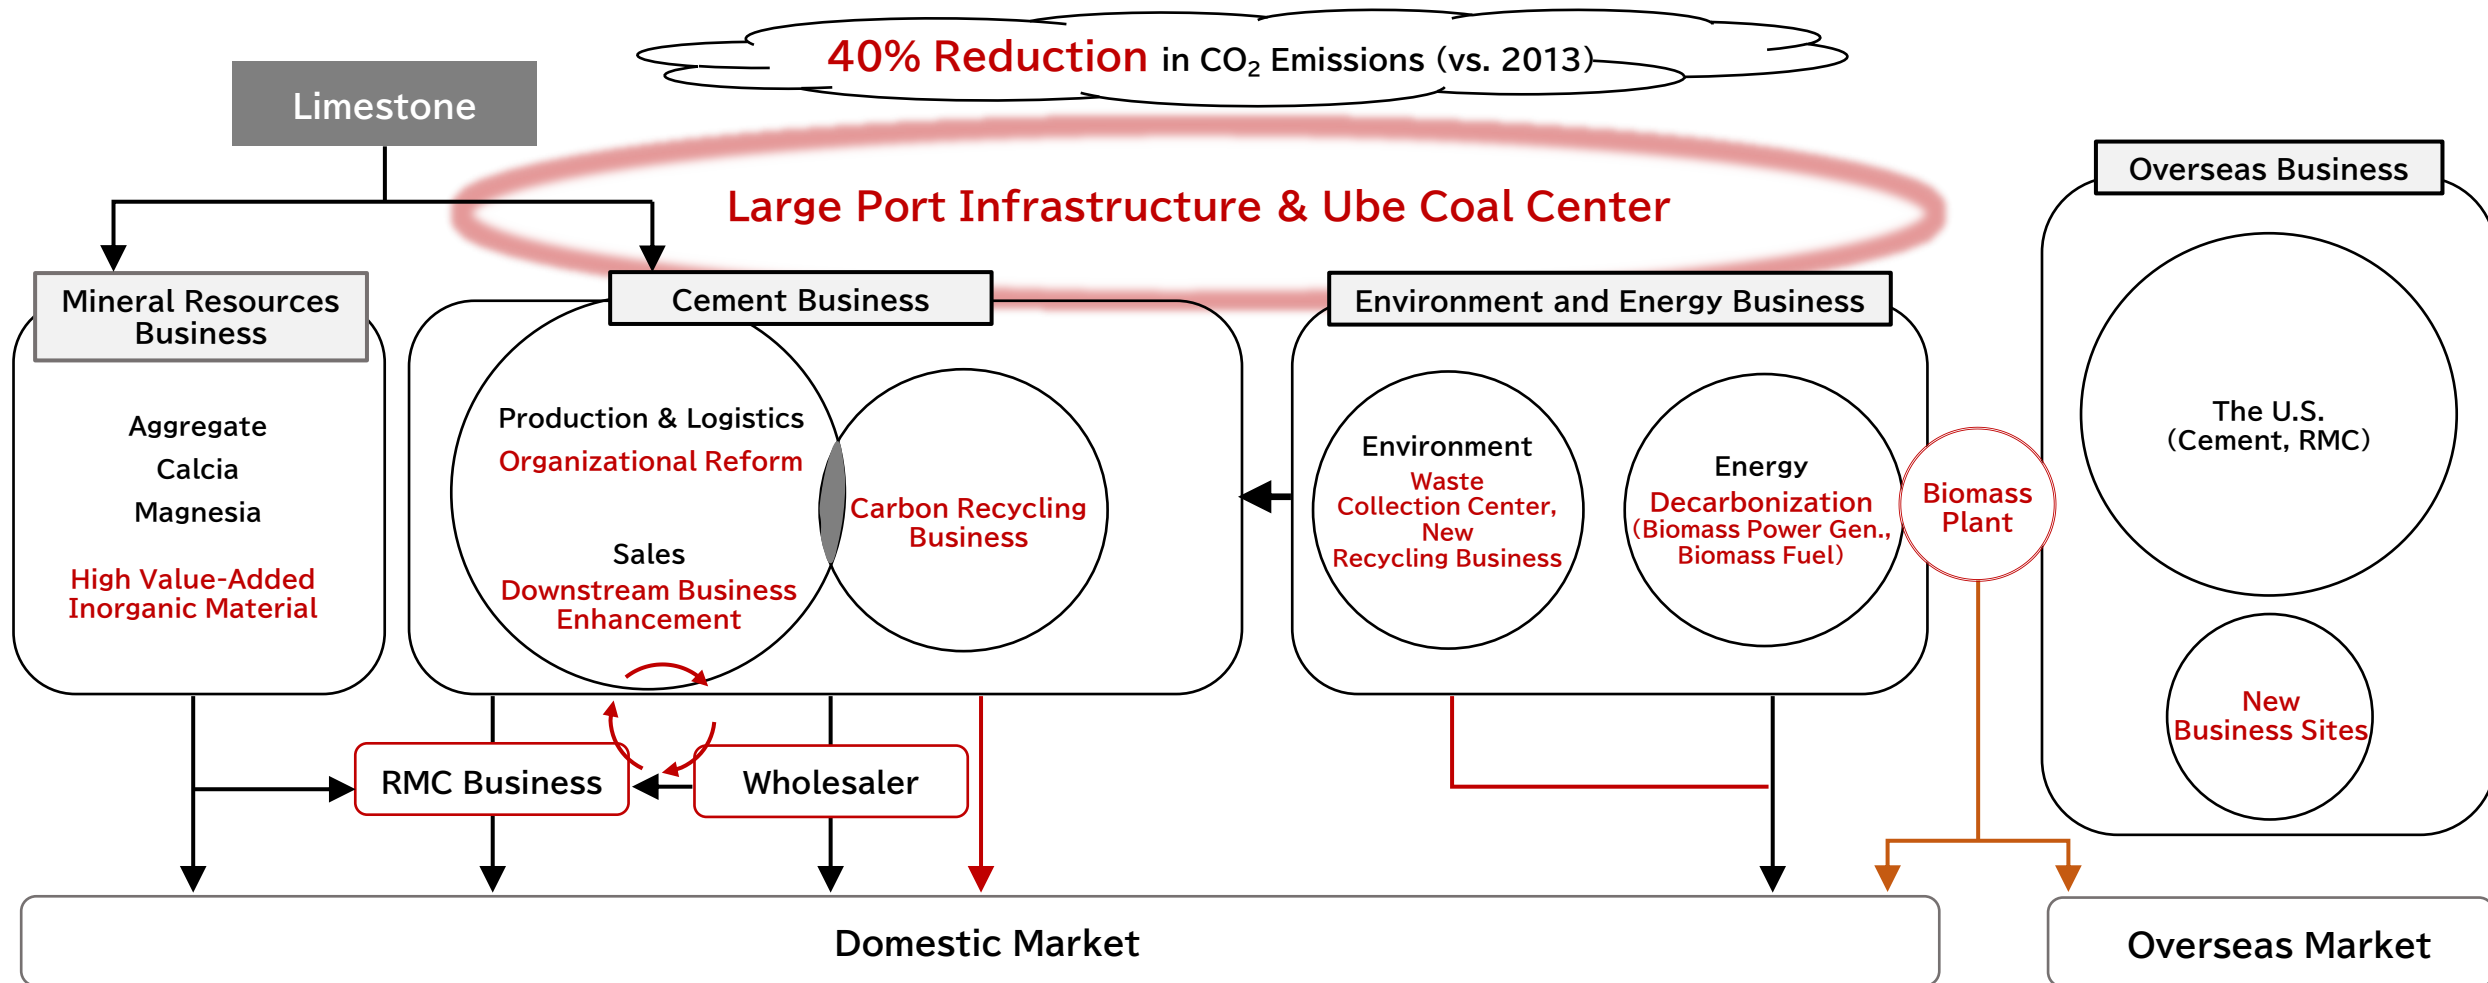 40% Reduction in CO₂ Emissions (vs. 2013)
Limestone
Large Port Infrastructure & Ube Coal Center
Overseas Business
Mineral Resources
Business
Cement Business
Environment and Energy Business
Aggregate
Calcia
Magnesia
High Value-Added
Inorganic Material
Production & Logistics
Organizational Reform
Sales
Downstream Business
Enhancement
Carbon Recycling
Business
Environment
Waste
Collection Center,
New
Recycling Business
Energy
Decarbonization
(Biomass Power Gen.,
Biomass Fuel)
Biomass
Plant
The U.S.
(Cement, RMC)
New
Business Sites
RMC Business
Wholesaler
Domestic Market
Overseas Market